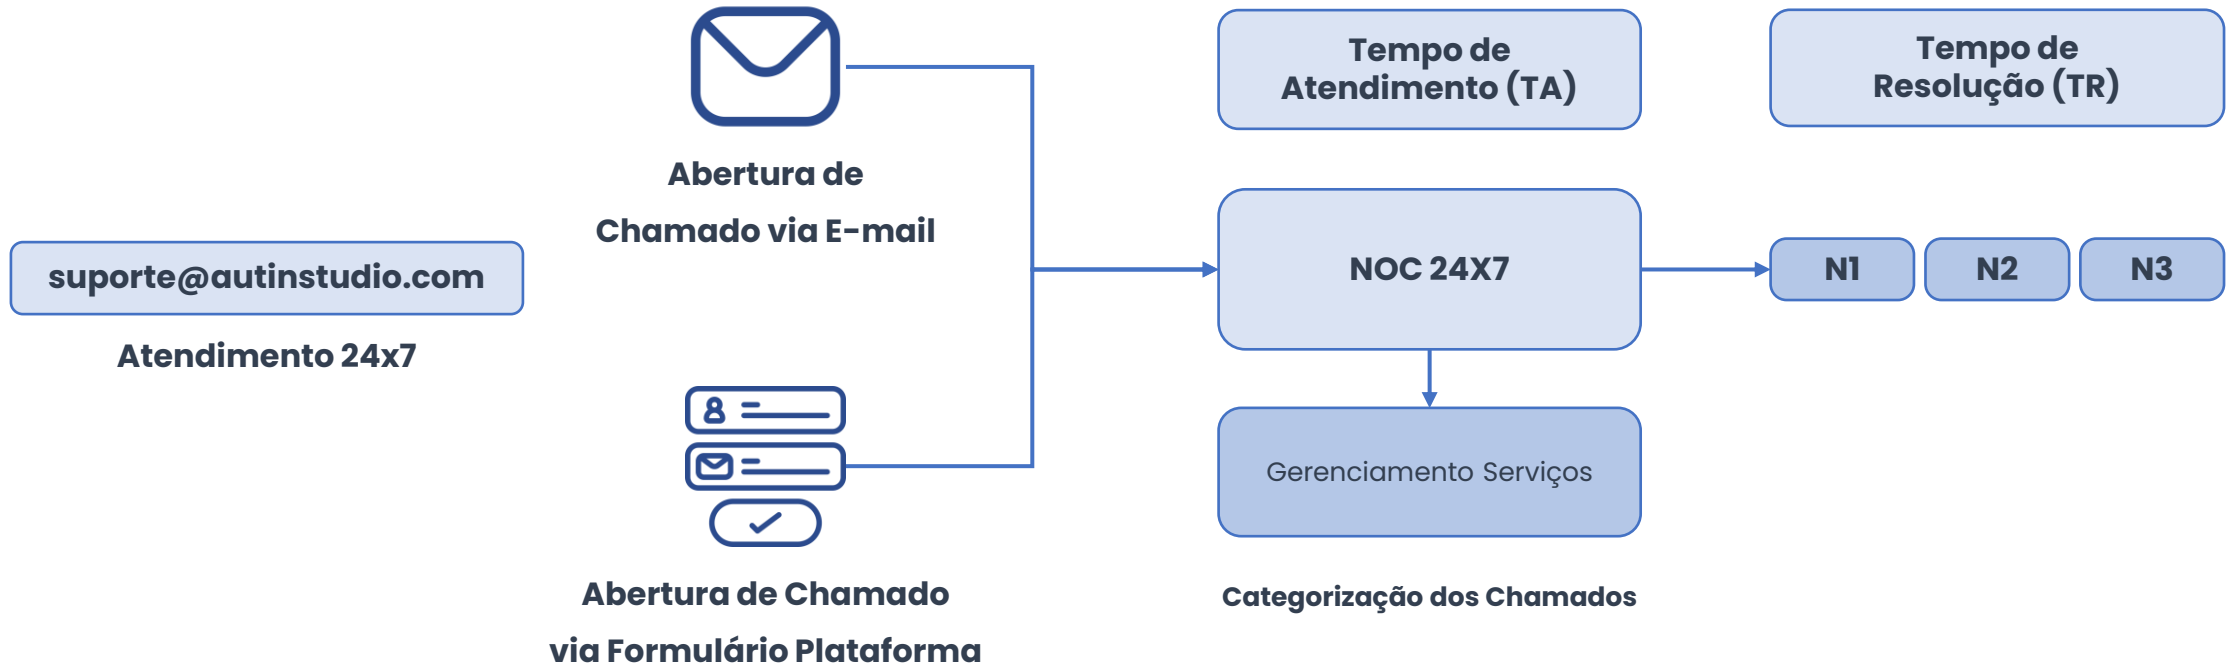 suporte@autinstudio.com
Atendimento 24x7
Abertura de
Chamado via E-mail
Abertura de Chamado
via Formulário Plataforma
Tempo de
Atendimento (TA)
NOC 24X7
Gerenciamento Serviços
Categorização dos Chamados
Tempo de
Resolução (TR)
N1
N2
N3